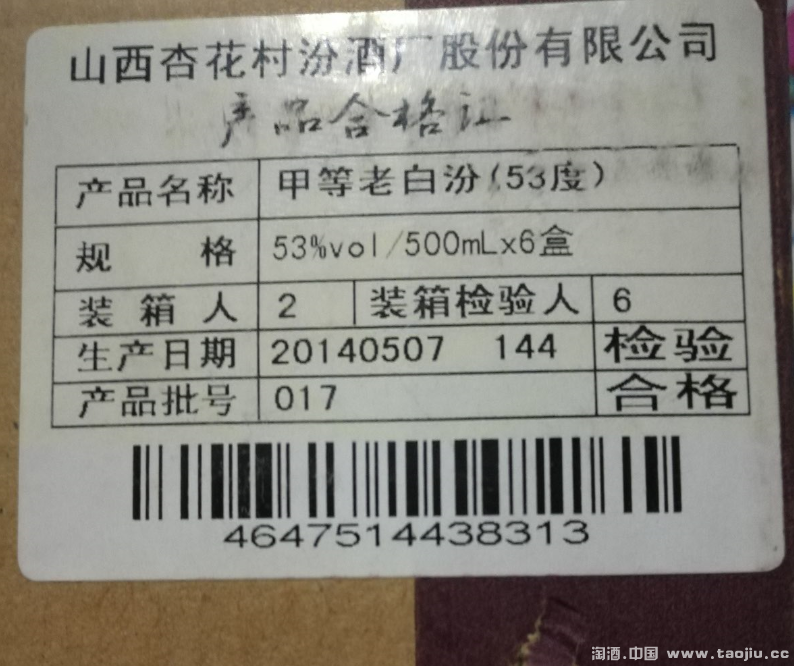 山西杏花村汾酒厂股份有限公司
产品合格证
产品名称 甲等老白汾(53度)
规格 53%vol/500mLx6盒
装箱人 2 装箱检验人 6
生产日期 20140507 144 检验
产品批号 017 合格
4647514438313
淘酒.中国 www.taojiu.cc